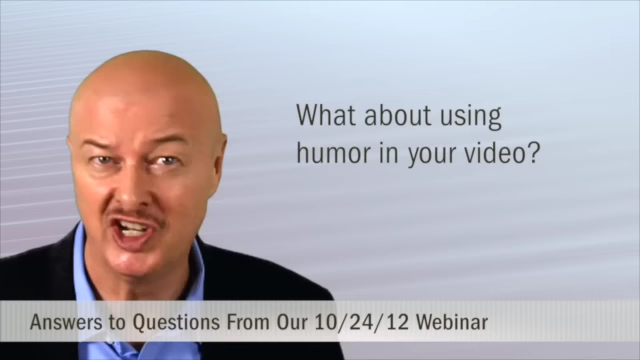 What about using
humor in your video?
Answers to Questions From Our 10/24/12 Webinar